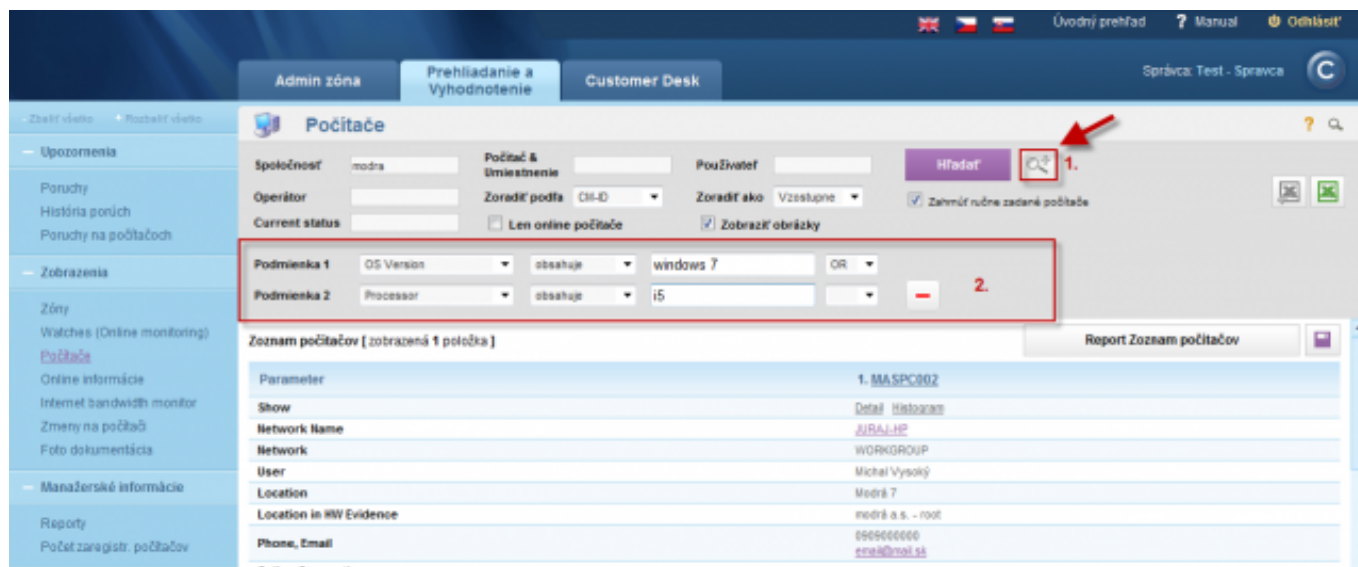 Úvodný prehľad ? Manual Odhlásiť
Admin zóna
Prehliadanie a
Vyhodnotenie
Customer Desk
Správca: Test - Spravca
Zbaliť všetko + Rozbaliť všetko
Počítače
? 
– Upozornenia
Poruchy
História porúch
Poruchy na počítačoch
– Zobrazenia
Zóny
Watches (Online monitoring)
Počítače
Online informácie
Internet bandwidth monitor
Zmeny na počítači
Foto dokumentácia
– Manažerské informácie
Reporty
Počet zaregistr. počítačov
Spoločnosť modra
Počítač &
Umiestnenie
Používateľ
Hľadať
1.
Operátor
Zoradiť podľa CM-ID
Zoradiť ako Vzostupne
Zahrnúť ručne zadané počítače
Current status
Len online počítače
Zobraziť obrázky
Podmienka 1 OS Version obsahuje windows 7 OR
Podmienka 2 Processor obsahuje i5
2.
Zoznam počítačov [ zobrazená 1 položka ]
Report Zoznam počítačov
Parameter 1. MASPC002
Show Detail Histogram
Network Name JURAJ-HP
Network WORKGROUP
User Michal Vysoký
Location Modrá 7
Location in HW Evidence modrá a.s. - root
Phone, Email 0909000000
email@mail.sk